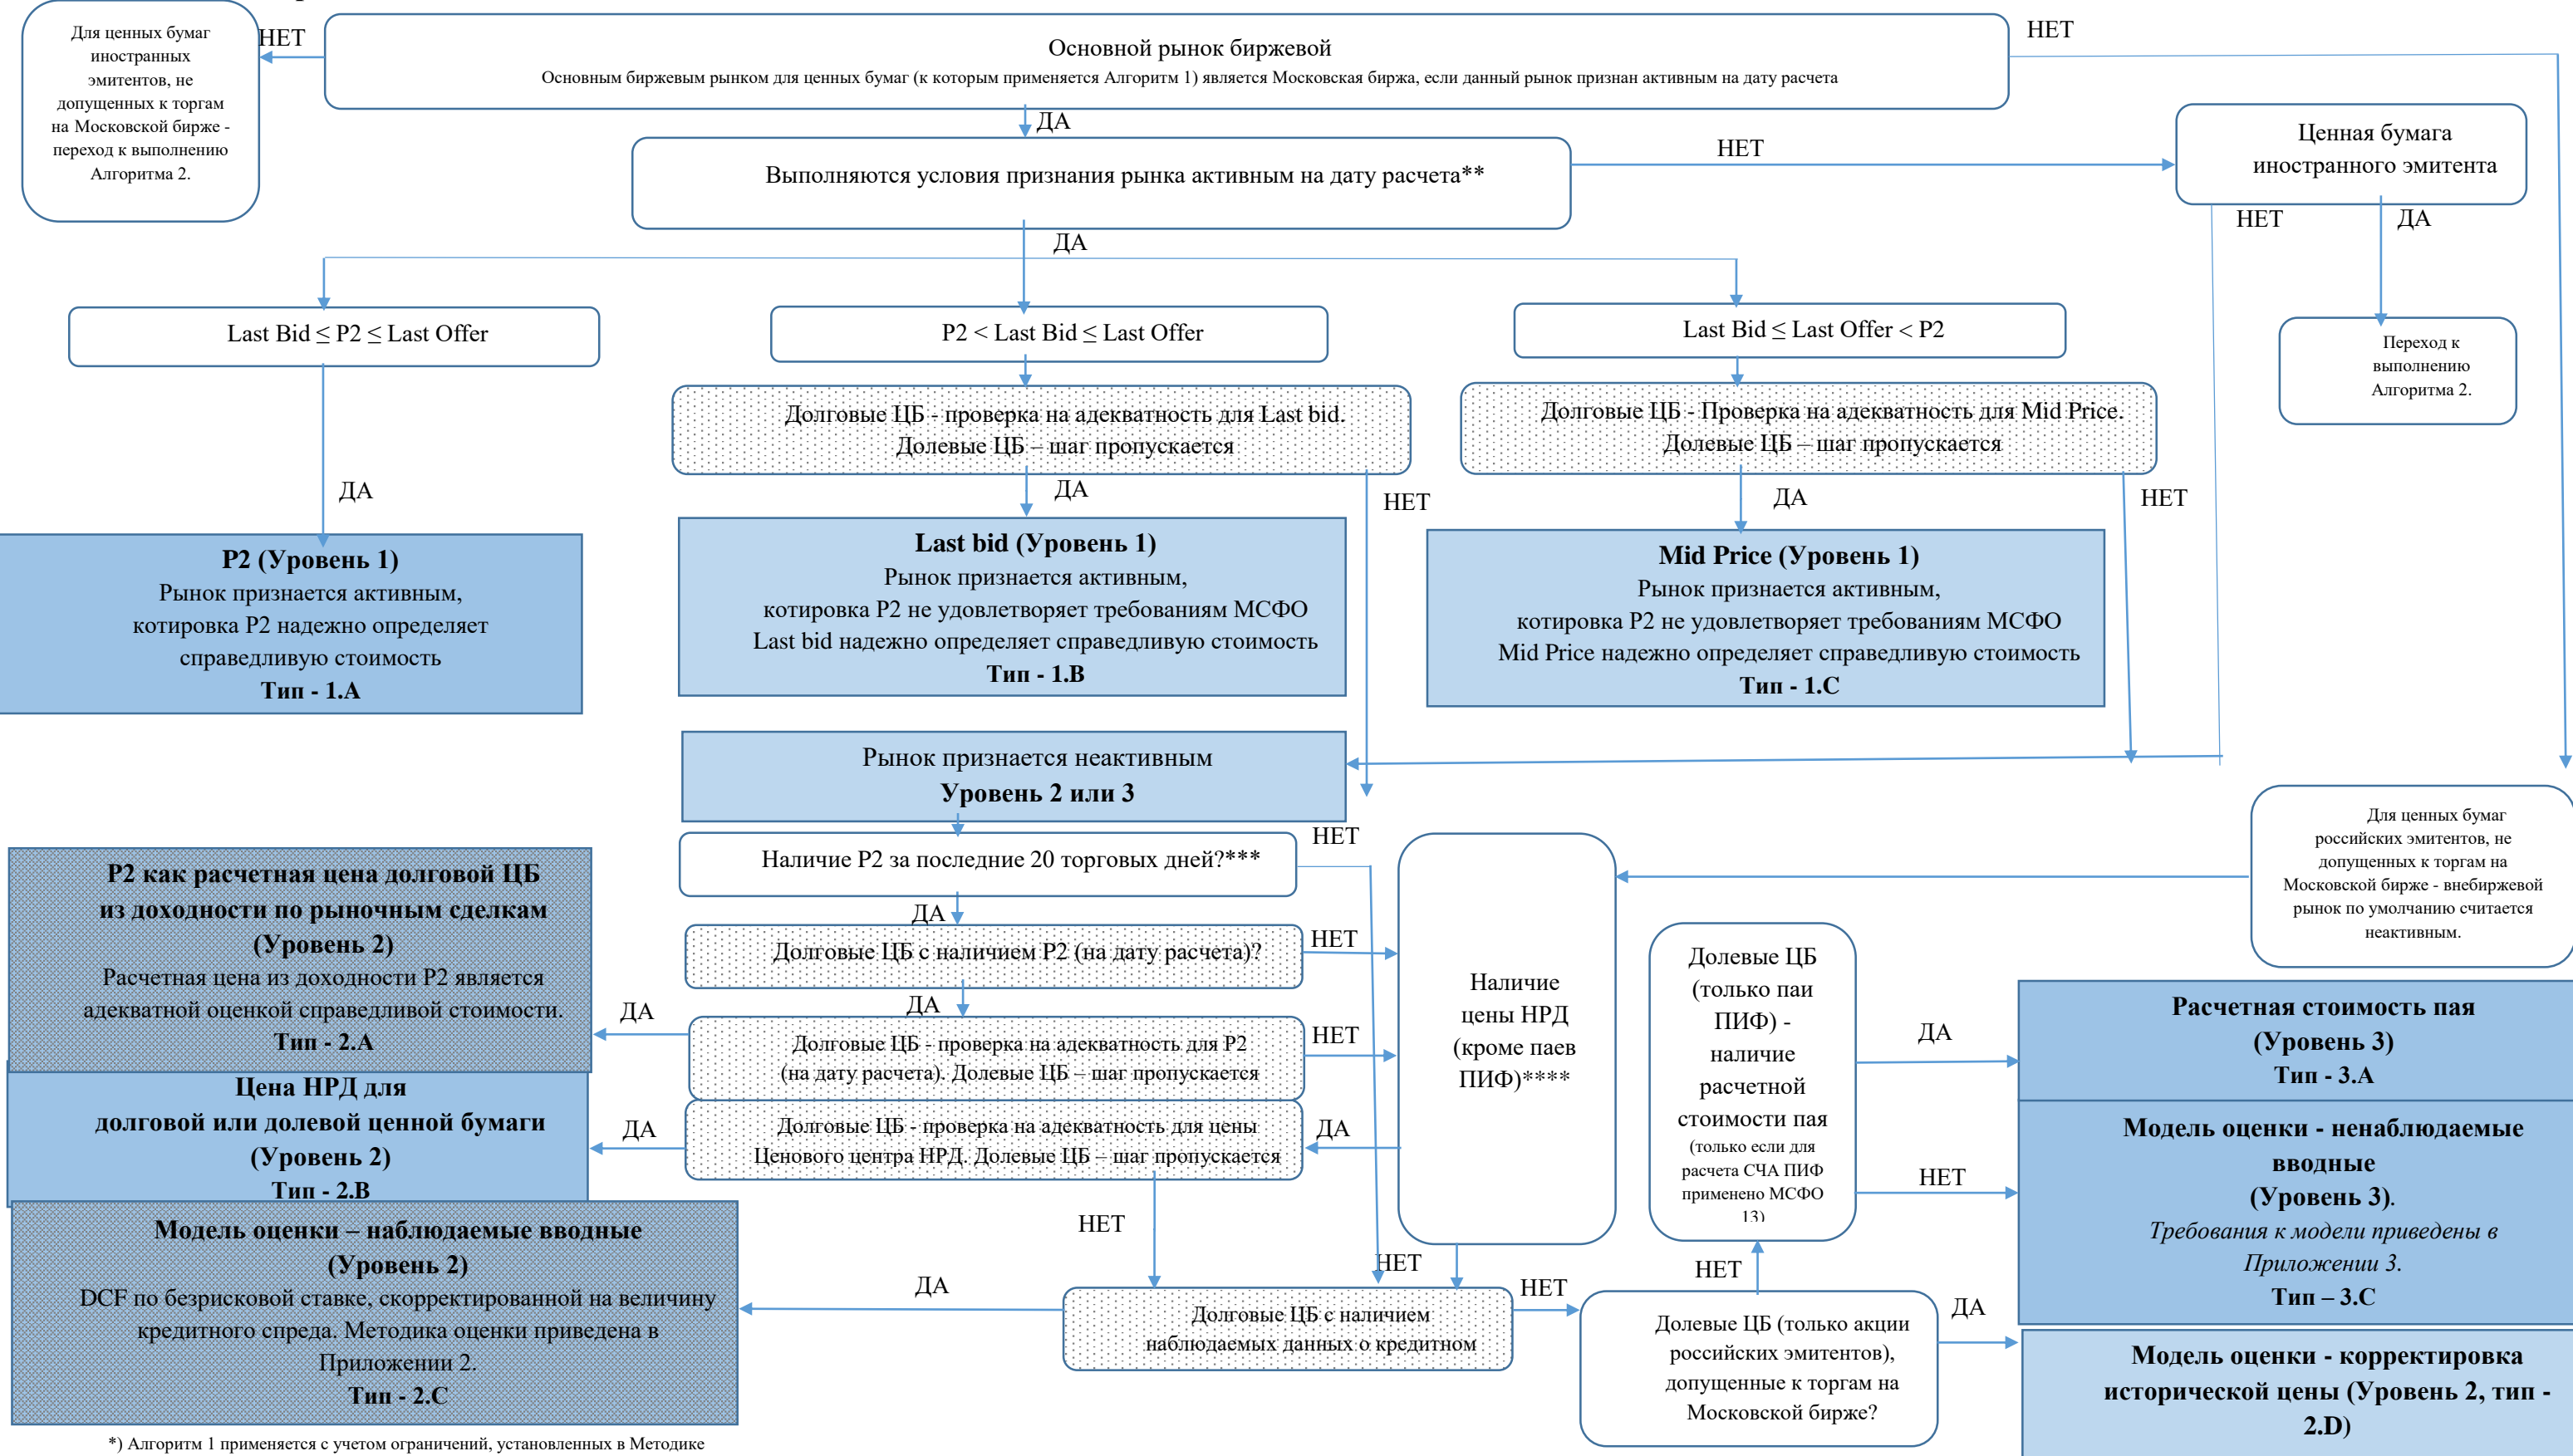 Для ценных бумаг
иностранных
эмитентов, не
допущенных к торгам
на Московской бирже -
переход к выполнению
Алгоритма 2.
НЕТ
Основной рынок биржевой
Основным биржевым рынком для ценных бумаг (к которым применяется Алгоритм 1) является Московская биржа, если данный рынок признан активным на дату расчета
НЕТ
ДА
Выполняются условия признания рынка активным на дату расчета**
НЕТ
Ценная бумага
иностранного эмитента
НЕТ
ДА
Переход к
выполнению
Алгоритма 2.
ДА
Last Bid ≤ P2 ≤ Last Offer
P2 < Last Bid ≤ Last Offer
Last Bid ≤ Last Offer < P2
Долговые ЦБ - проверка на адекватность для Last bid.
Долевые ЦБ – шаг пропускается
Долговые ЦБ - Проверка на адекватность для Mid Price.
Долевые ЦБ – шаг пропускается
ДА
ДА
НЕТ
ДА
НЕТ
P2 (Уровень 1)
Рынок признается активным,
котировка P2 надежно определяет
справедливую стоимость
Тип - 1.A
Last bid (Уровень 1)
Рынок признается активным,
котировка P2 не удовлетворяет требованиям МСФО
Last bid надежно определяет справедливую стоимость
Тип - 1.B
Mid Price (Уровень 1)
Рынок признается активным,
котировка P2 не удовлетворяет требованиям МСФО
Mid Price надежно определяет справедливую стоимость
Тип - 1.C
Рынок признается неактивным
Уровень 2 или 3
Наличие P2 за последние 20 торговых дней?***
НЕТ
ДА
Долговые ЦБ с наличием P2 (на дату расчета)?
НЕТ
ДА
Долговые ЦБ - проверка на адекватность для P2
(на дату расчета). Долевые ЦБ – шаг пропускается
ДА
НЕТ
Долговые ЦБ - проверка на адекватность для цены
Ценового центра НРД. Долевые ЦБ – шаг пропускается
ДА
ДА
НЕТ
P2 как расчетная цена долговой ЦБ
из доходности по рыночным сделкам
(Уровень 2)
Расчетная цена из доходности P2 является
адекватной оценкой справедливой стоимости.
Тип - 2.A
Цена НРД для
долговой или долевой ценной бумаги
(Уровень 2)
Тип - 2.B
Модель оценки – наблюдаемые вводные
(Уровень 2)
DCF по безрисковой ставке, скорректированной на величину
кредитного спреда. Методика оценки приведена в
Приложении 2.
Тип - 2.C
ДА
Наличие
цены НРД
(кроме паев
ПИФ)****
НЕТ
Долговые ЦБ с наличием
наблюдаемых данных о кредитном
НЕТ
Для ценных бумаг
российских эмитентов, не
допущенных к торгам на
Московской бирже - внебиржевой
рынок по умолчанию считается
неактивным.
Долевые ЦБ
(только паи
ПИФ) -
наличие
расчетной
стоимости пая
(только если для
расчета СЧА ПИФ
применено МСФО
13)
ДА
НЕТ
НЕТ
Долевые ЦБ (только акции
российских эмитентов),
допущенные к торгам на
Московской бирже?
ДА
Расчетная стоимость пая
(Уровень 3)
Тип - 3.A
Модель оценки - ненаблюдаемые
вводные
(Уровень 3).
Требования к модели приведены в
Приложении 3.
Тип – 3.C
Модель оценки - корректировка
исторической цены (Уровень 2, тип -
2.D)
*) Алгоритм 1 применяется с учетом ограничений, установленных в Методике